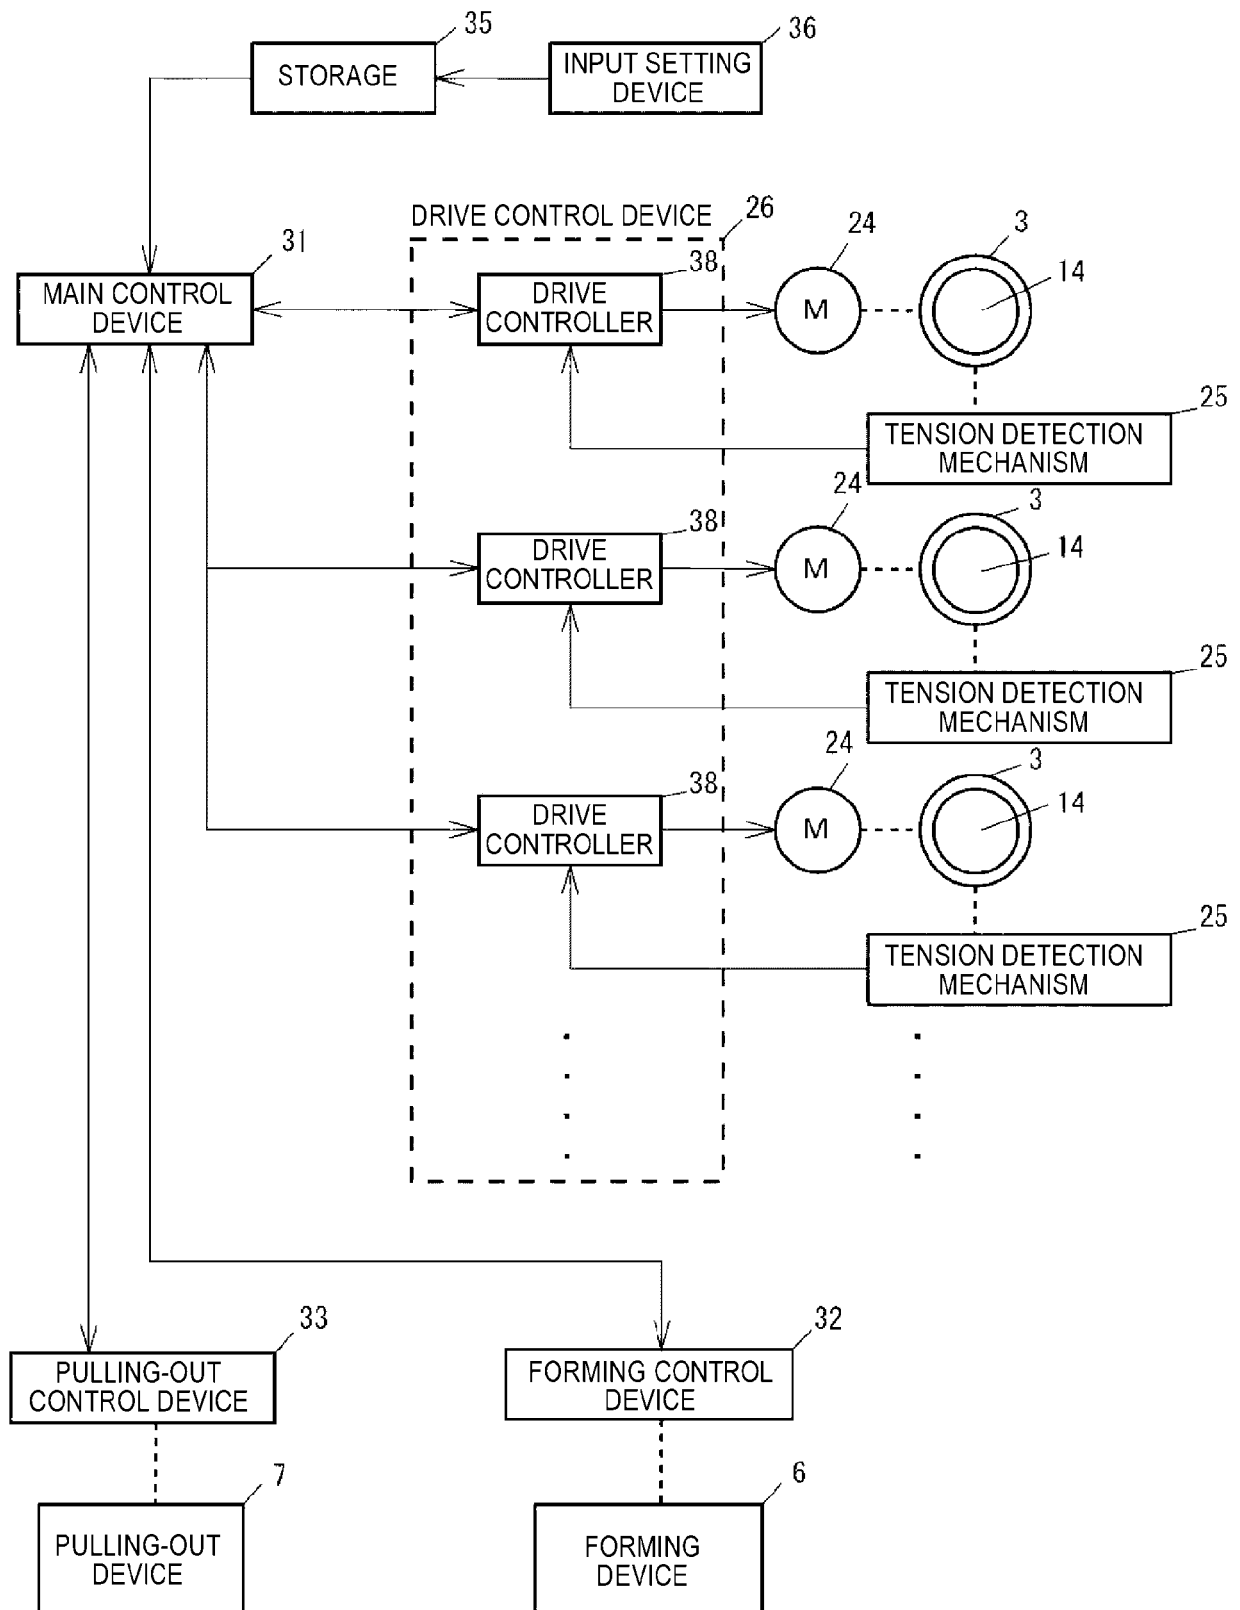 35
36
STORAGE
INPUT SETTING
DEVICE
DRIVE CONTROL DEVICE
26
31
MAIN CONTROL
DEVICE
38
DRIVE
CONTROLLER
24
M
3
14
25
TENSION DETECTION
MECHANISM
38
DRIVE
CONTROLLER
24
M
3
14
25
TENSION DETECTION
MECHANISM
38
DRIVE
CONTROLLER
24
M
3
14
25
TENSION DETECTION
MECHANISM
33
PULLING-OUT
CONTROL DEVICE
32
FORMING CONTROL
DEVICE
7
PULLING-OUT
DEVICE
6
FORMING
DEVICE